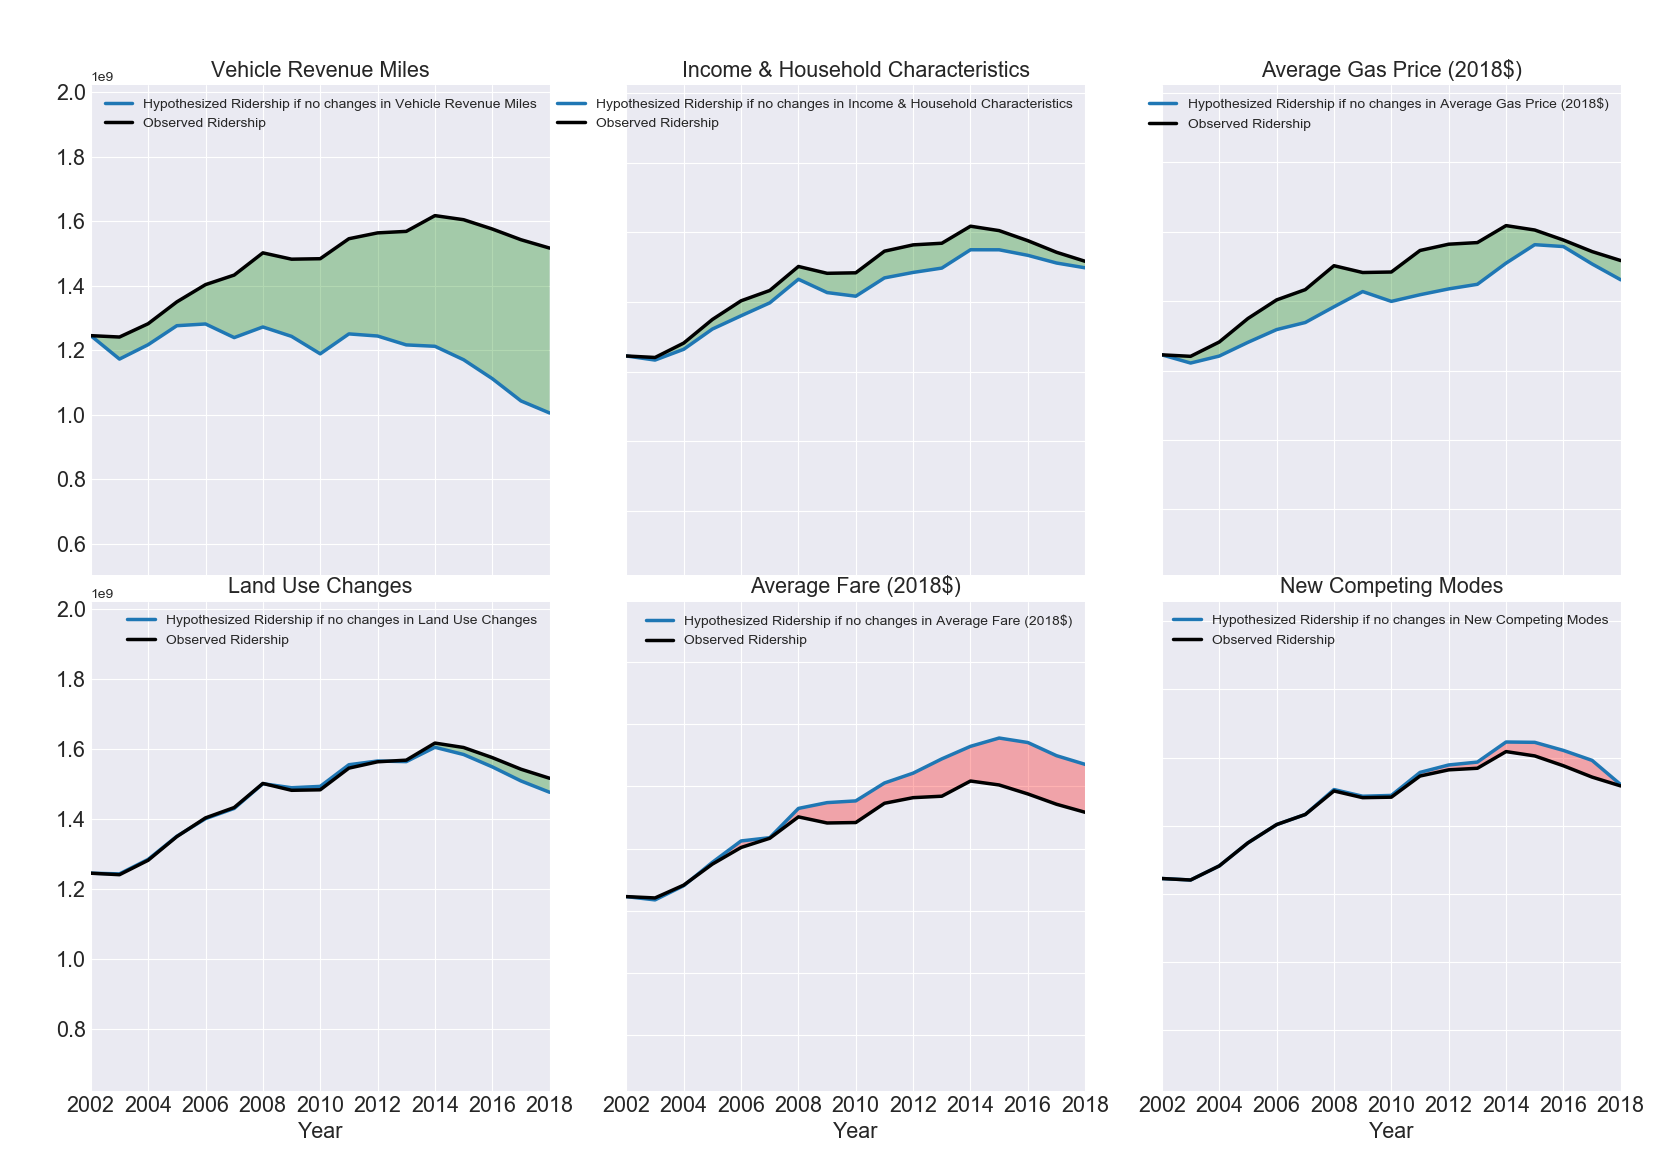 Vehicle Revenue Miles
1e9
Hypothesized Ridership if no changes in Vehicle Revenue Miles
Observed Ridership
2.0
1.8
1.6
1.4
1.2
1.0
0.8
0.6
Income & Household Characteristics
Hypothesized Ridership if no changes in Income & Household Characteristics
Observed Ridership
Average Gas Price (2018$)
Hypothesized Ridership if no changes in Average Gas Price (2018$)
Observed Ridership
Land Use Changes
1e9
Hypothesized Ridership if no changes in Land Use Changes
Observed Ridership
2.0
1.8
1.6
1.4
1.2
1.0
0.8
2002 2004 2006 2008 2010 2012 2014 2016 2018
Year
Average Fare (2018$)
Hypothesized Ridership if no changes in Average Fare (2018$)
Observed Ridership
2002 2004 2006 2008 2010 2012 2014 2016 2018
Year
New Competing Modes
Hypothesized Ridership if no changes in New Competing Modes
Observed Ridership
2002 2004 2006 2008 2010 2012 2014 2016 2018
Year